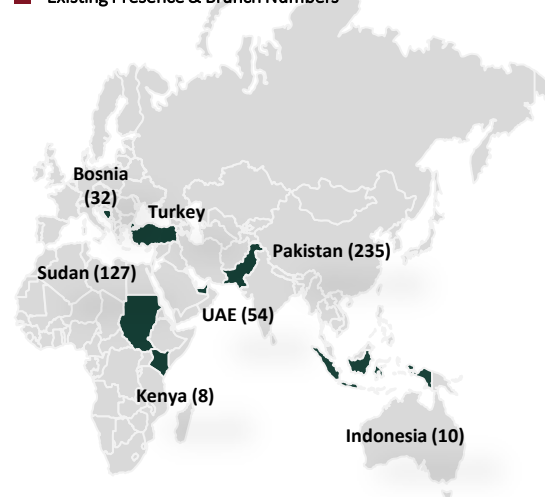 Existing Presence & Branch Numbers
Bosnia
(32)
Turkey
Pakistan (235)
Sudan (127)
UAE (54)
Kenya (8)
Indonesia (10)